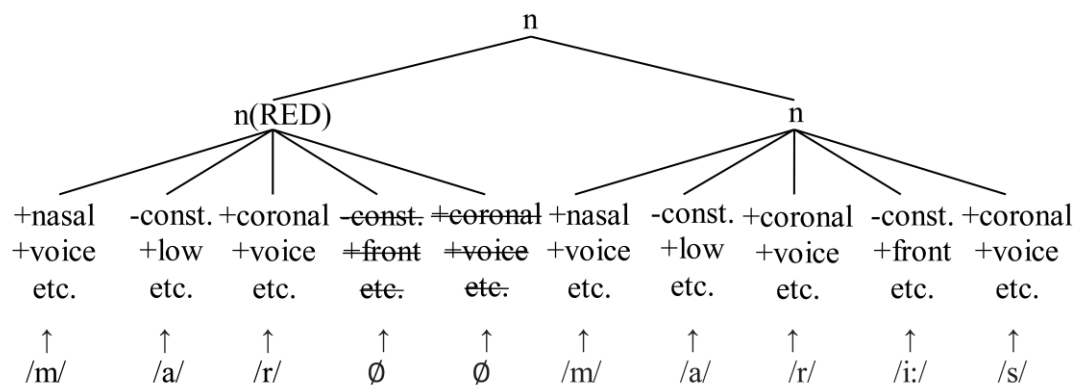 n
n(RED) n
+nasal -const. +coronal -const. +coronal +nasal -const. +coronal -const. +coronal
+voice +low +voice +front +voice +voice +low +voice +front +voice
etc. etc. etc. etc. etc. etc. etc. etc. etc. etc.
↑ ↑ ↑ ↑ ↑ ↑ ↑ ↑ ↑ ↑
/m/ /a/ /r/ ∅ ∅ /m/ /a/ /r/ /i:/ /s/